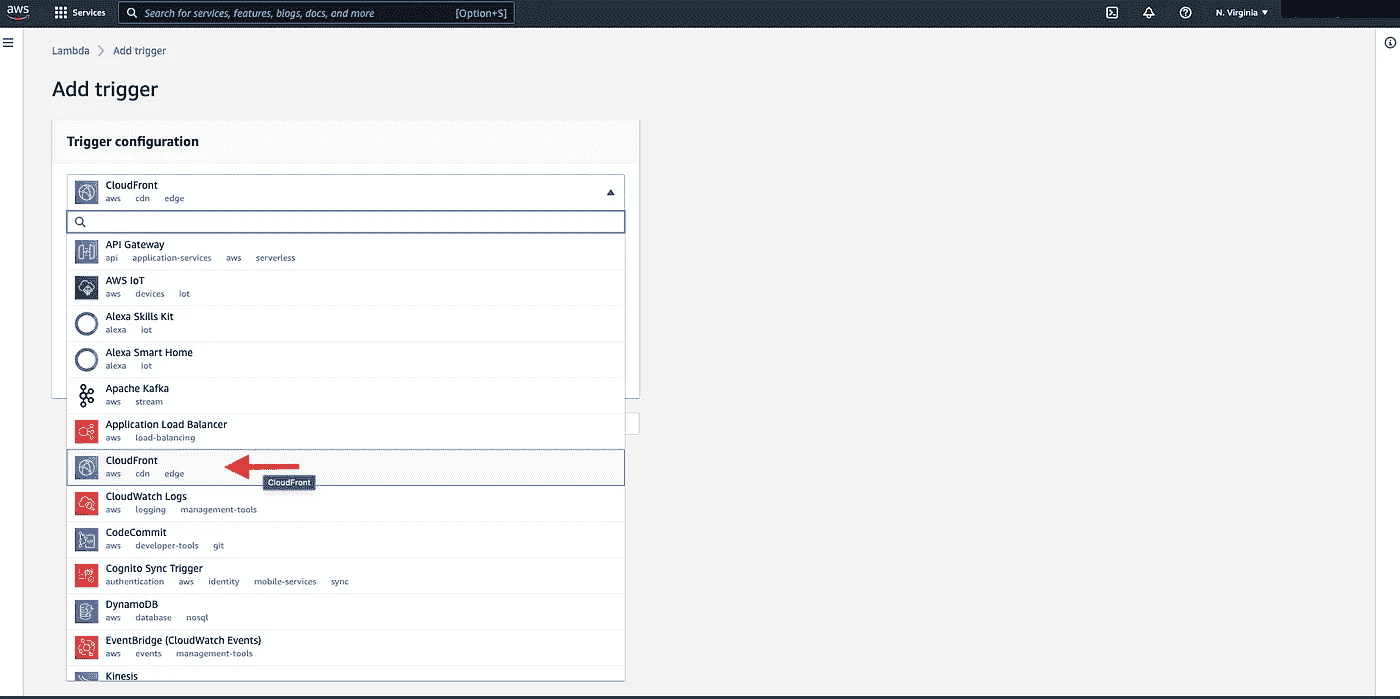 aws
Services
Search for services, features, blogs, docs, and more [Option+S]
N. Virginia
Lambda Add trigger
Add trigger
Trigger configuration
CloudFront
aws cdn edge
API Gateway
api application-services aws serverless
AWS IoT
aws devices iot
Alexa Skills Kit
alexa iot
Alexa Smart Home
alexa iot
Apache Kafka
aws stream
Application Load Balancer
aws load-balancing
CloudFront
aws cdn edge
CloudFront
CloudWatch Logs
aws logging management-tools
CodeCommit
aws developer-tools git
Cognito Sync Trigger
authentication aws identity mobile-services sync
DynamoDB
aws database nosql
EventBridge (CloudWatch Events)
aws events management-tools
Kinesis